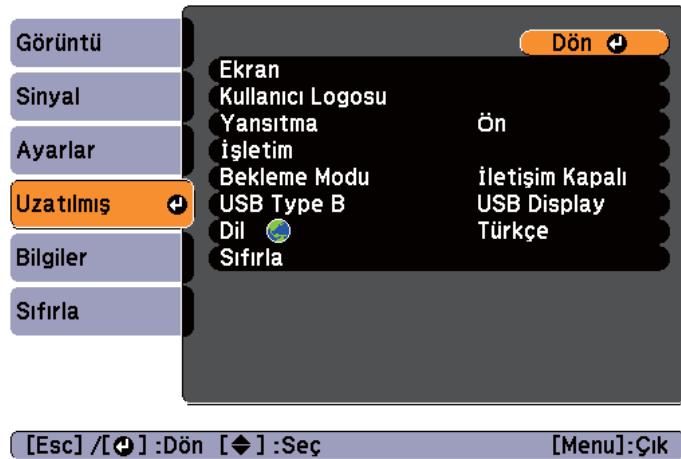 Görüntü
Sinyal
Ayarlar
Uzatılmış
Bilgiler
Sıfırla
Dön
Ekran
Kullanıcı Logosu
Yansıtma Ön
İşletim
Bekleme Modu İletişim Kapalı
USB Type B USB Display
Dil Türkçe
Sıfırla
[Esc] /[ ] :Dön [ ] :Seç [Menu]:Çık